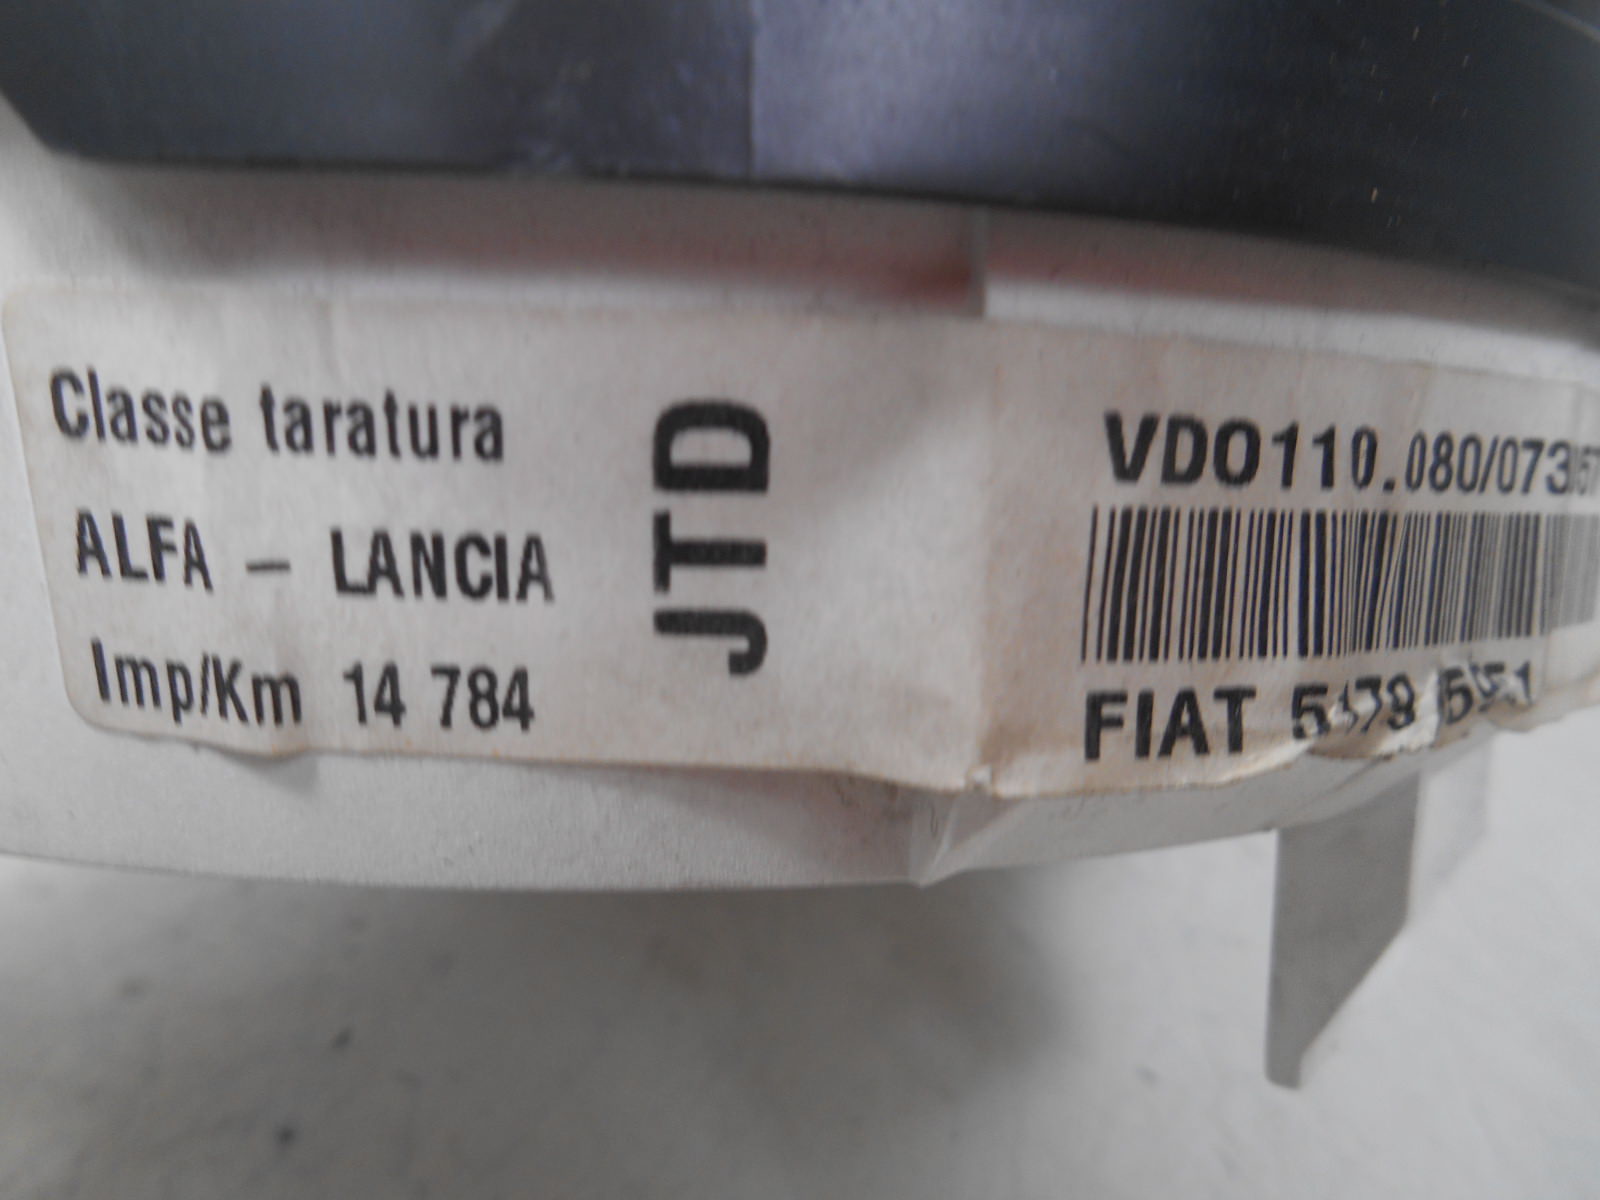 Classe taratura
ALFA - LANCIA
Imp/Km 14 784
JTD
VDO110.080/073
FIAT